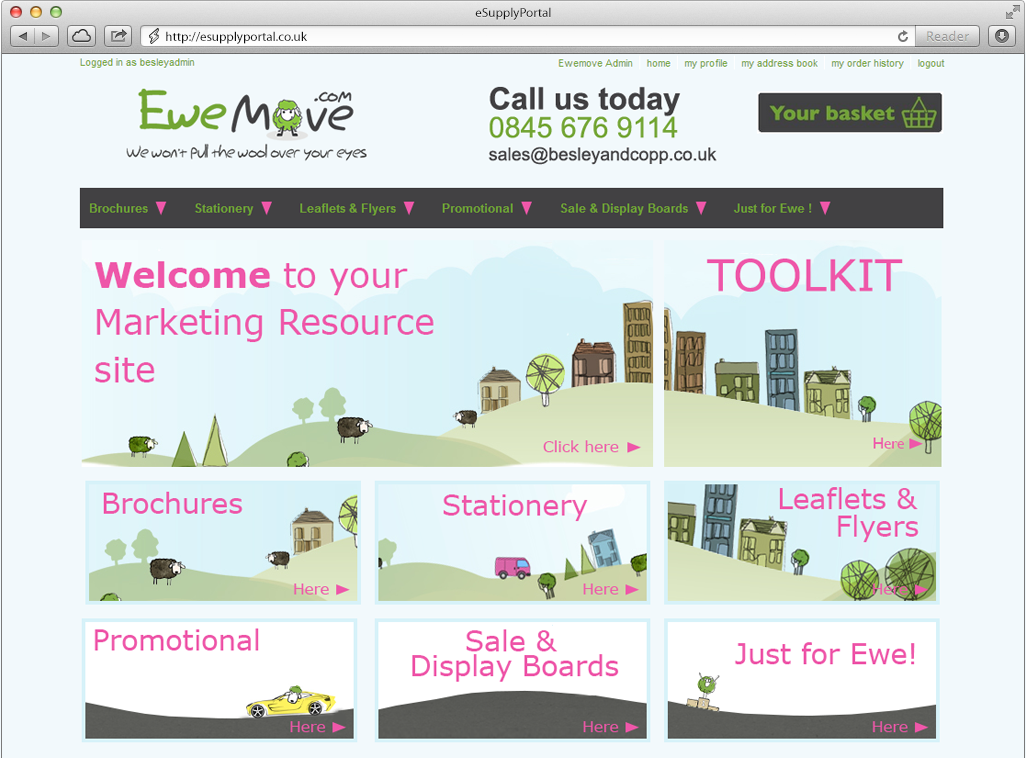 eSupplyPortal
http://esupplyportal.co.uk
Reader
Logged in as besleyadmin
Ewemove Admin
home
my profile
my address book
my order history
logout
EweMove.com
We won't pull the wool over your eyes
Call us today
0845 676 9114
sales@besleyandcopp.co.uk
Your basket
Brochures
Stationery
Leaflets & Flyers
Promotional
Sale & Display Boards
Just for Ewe !
Welcome to your
Marketing Resource
site
Click here
TOOLKIT
Here
Brochures
Here
Stationery
Here
Leaflets &
Flyers
Here
Promotional
Here
Sale &
Display Boards
Here
Just for Ewe!
Here